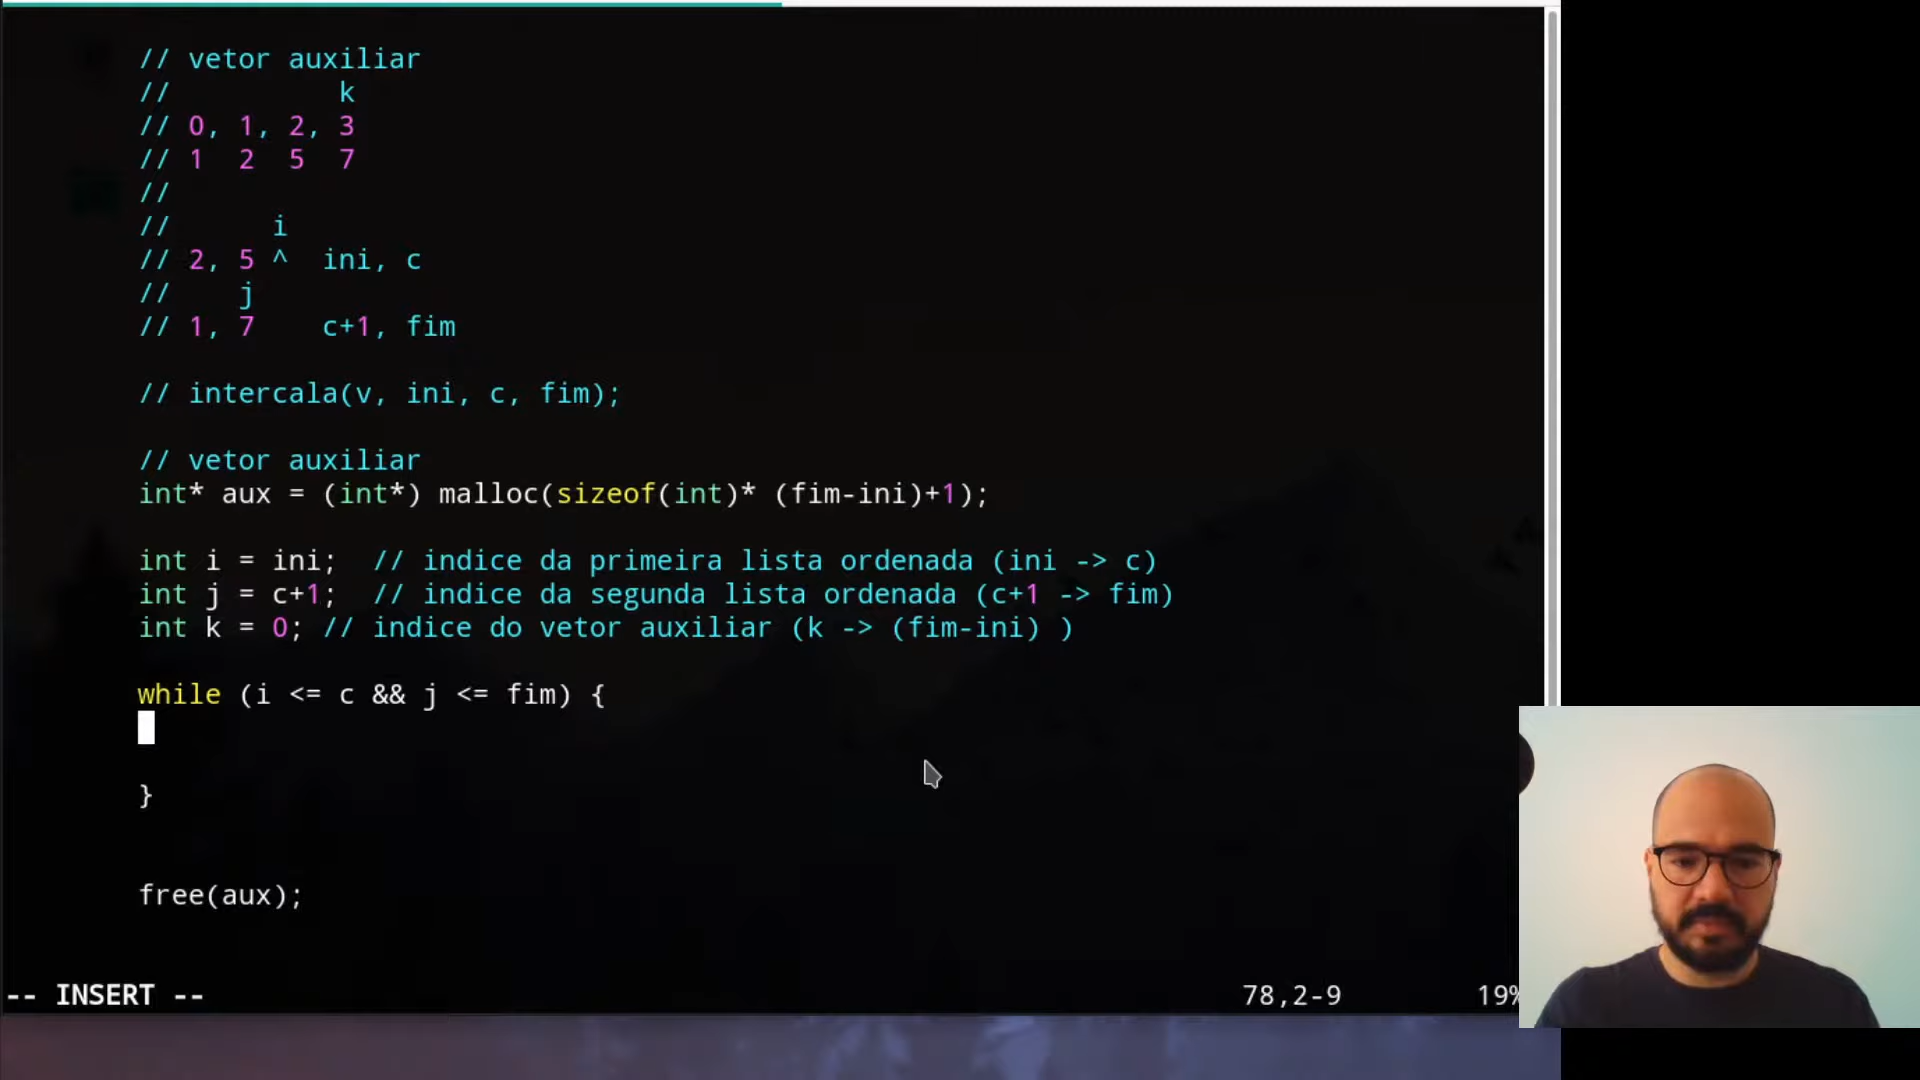 // vetor auxiliar
//          k
// 0, 1, 2, 3
// 1  2  5  7
//
//      i
// 2, 5 ^  ini, c
//    j
// 1, 7    c+1, fim
// intercala(v, ini, c, fim);
// vetor auxiliar
int* aux = (int*) malloc(sizeof(int)* (fim-ini)+1);
int i = ini;  // indice da primeira lista ordenada (ini -> c)
int j = c+1;  // indice da segunda lista ordenada (c+1 -> fim)
int k = 0; // indice do vetor auxiliar (k -> (fim-ini) )
while (i <= c && j <= fim) {
}
free(aux);
-- INSERT -- 78,2-9 19%